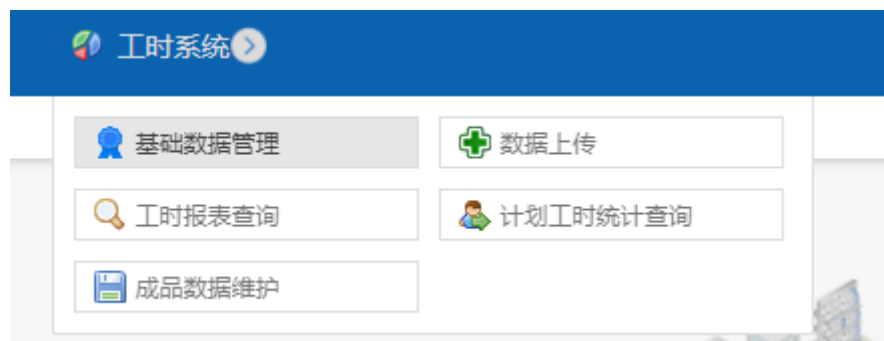 工时系统
基础数据管理
数据上传
工时报表查询
计划工时统计查询
成品数据维护